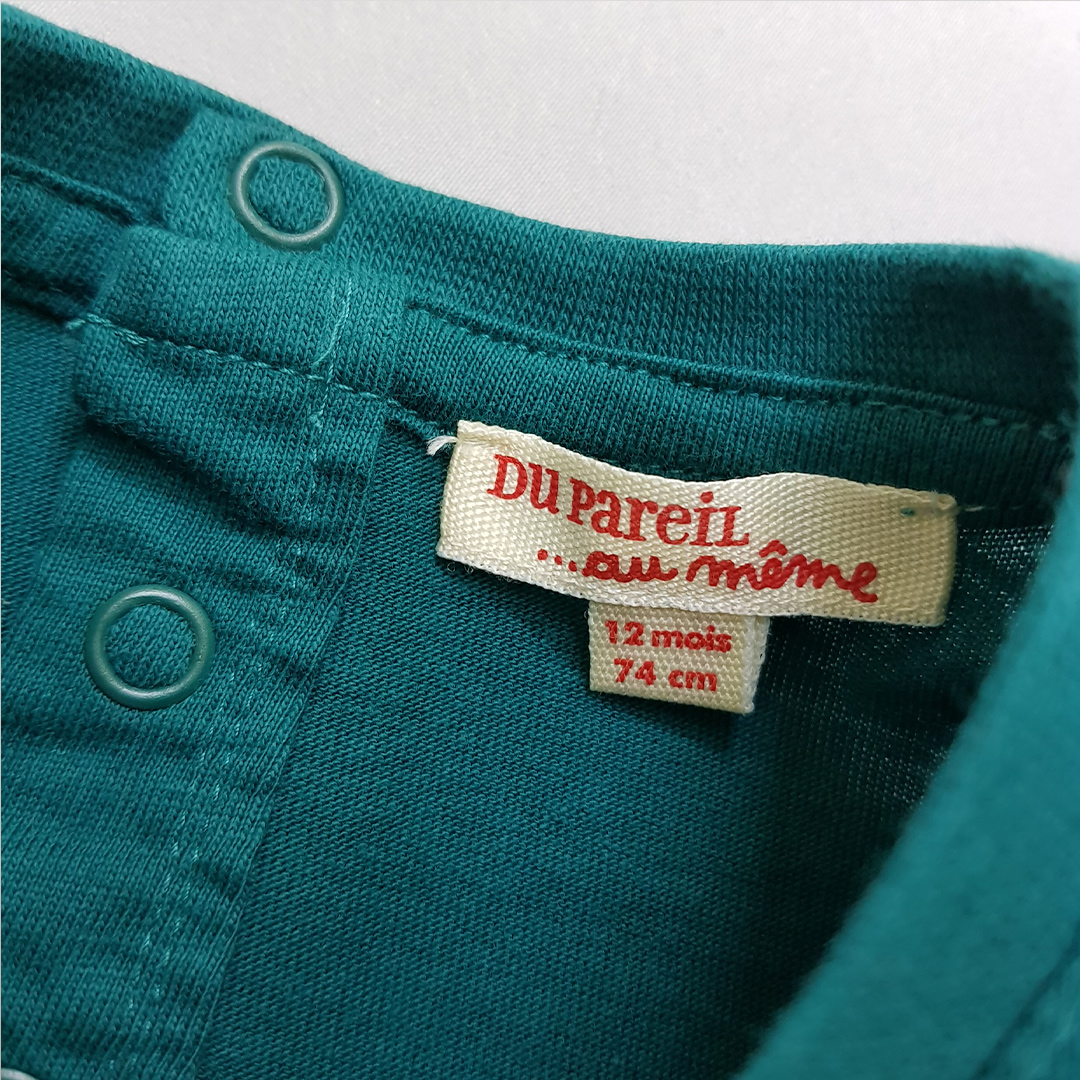 DU PareiL
...au même
12 mois
74 cm